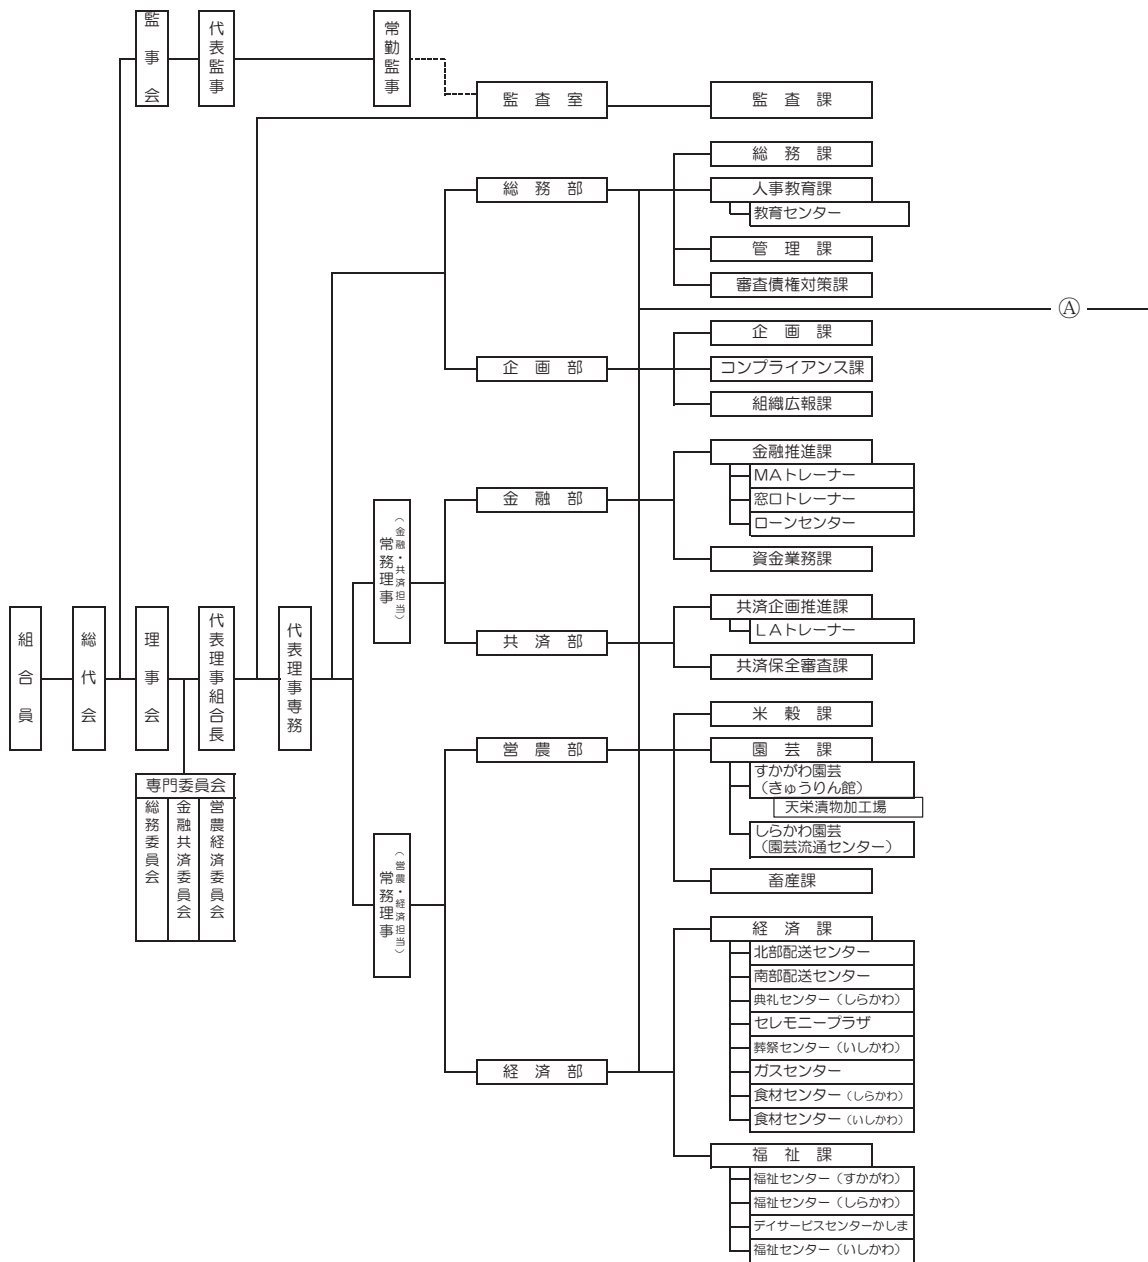 監事会
代表監事
常勤監事
監査室
監査課
総務課
総務部
人事教育課
教育センター
管理課
審査債権対策課
Ⓐ
企画課
企画部
コンプライアンス課
組織広報課
金融推進課
MAトレーナー
金融部
窓口トレーナー
ローンセンター
資金業務課
常務理事
（金融・共済担当）
共済企画推進課
LAトレーナー
共済部
共済保全審査課
組合員
総代会
理事会
代表理事組合長
代表理事専務
専門委員会
総務委員会
金融共済委員会
営農経済委員会
米穀課
営農部
園芸課
すかがわ園芸
（きゅうりん館）
天栄漬物加工場
しらかわ園芸
（園芸流通センター）
畜産課
常務理事
（営農・経済担当）
経済課
北部配送センター
南部配送センター
典礼センター（しらかわ）
セレモニープラザ
葬祭センター（いしかわ）
経済部
ガスセンター
食材センター（しらかわ）
食材センター（いしかわ）
福祉課
福祉センター（すかがわ）
福祉センター（しらかわ）
デイサービスセンターかしま
福祉センター（いしかわ）